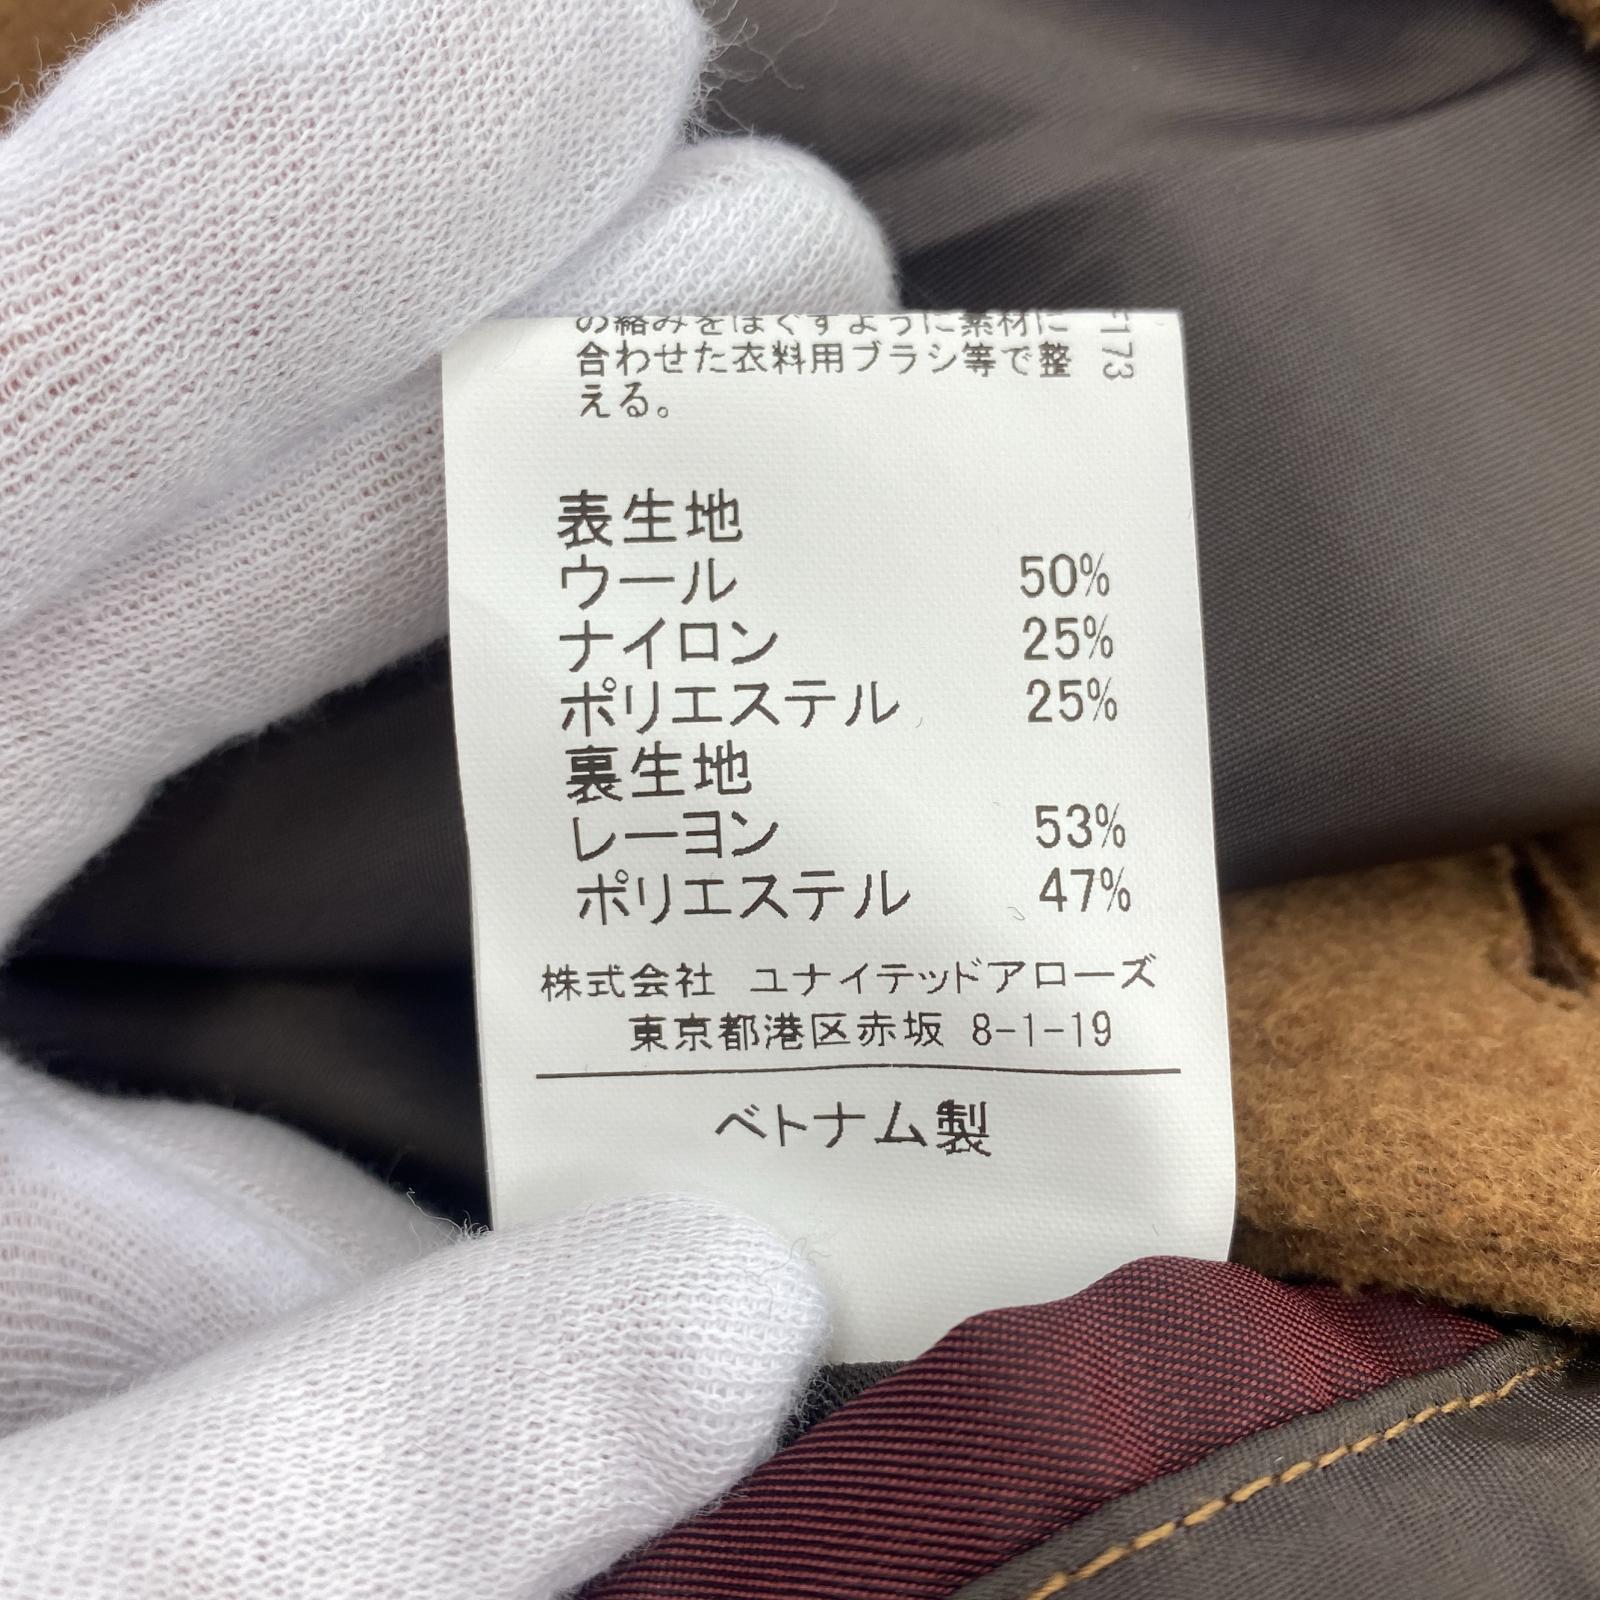 の絡みをほぐすように素材に
合わせた衣料用ブラシ等で整
える。
F173
表生地
ウール 50%
ナイロン 25%
ポリエステル 25%
裏生地
レーヨン 53%
ポリエステル 47%
株式会社 ユナイテッドアローズ
東京都港区赤坂 8-1-19
ベトナム製